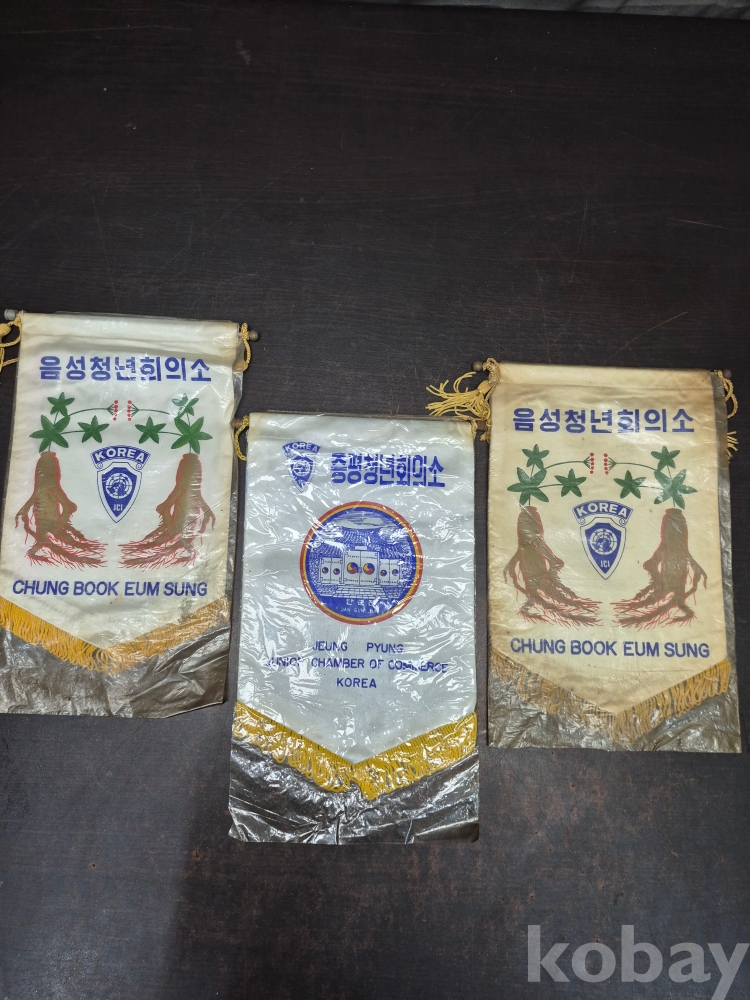 음성청년회의소
KOREA
JCI
CHUNG BOOK EUM SUNG
KOREA
증평청년회의소
JEUNG PYUNG
JUNIOR CHAMBER OF COMMERCE
KOREA
음성청년회의소
KOREA
JCI
CHUNG BOOK EUM SUNG
kobay